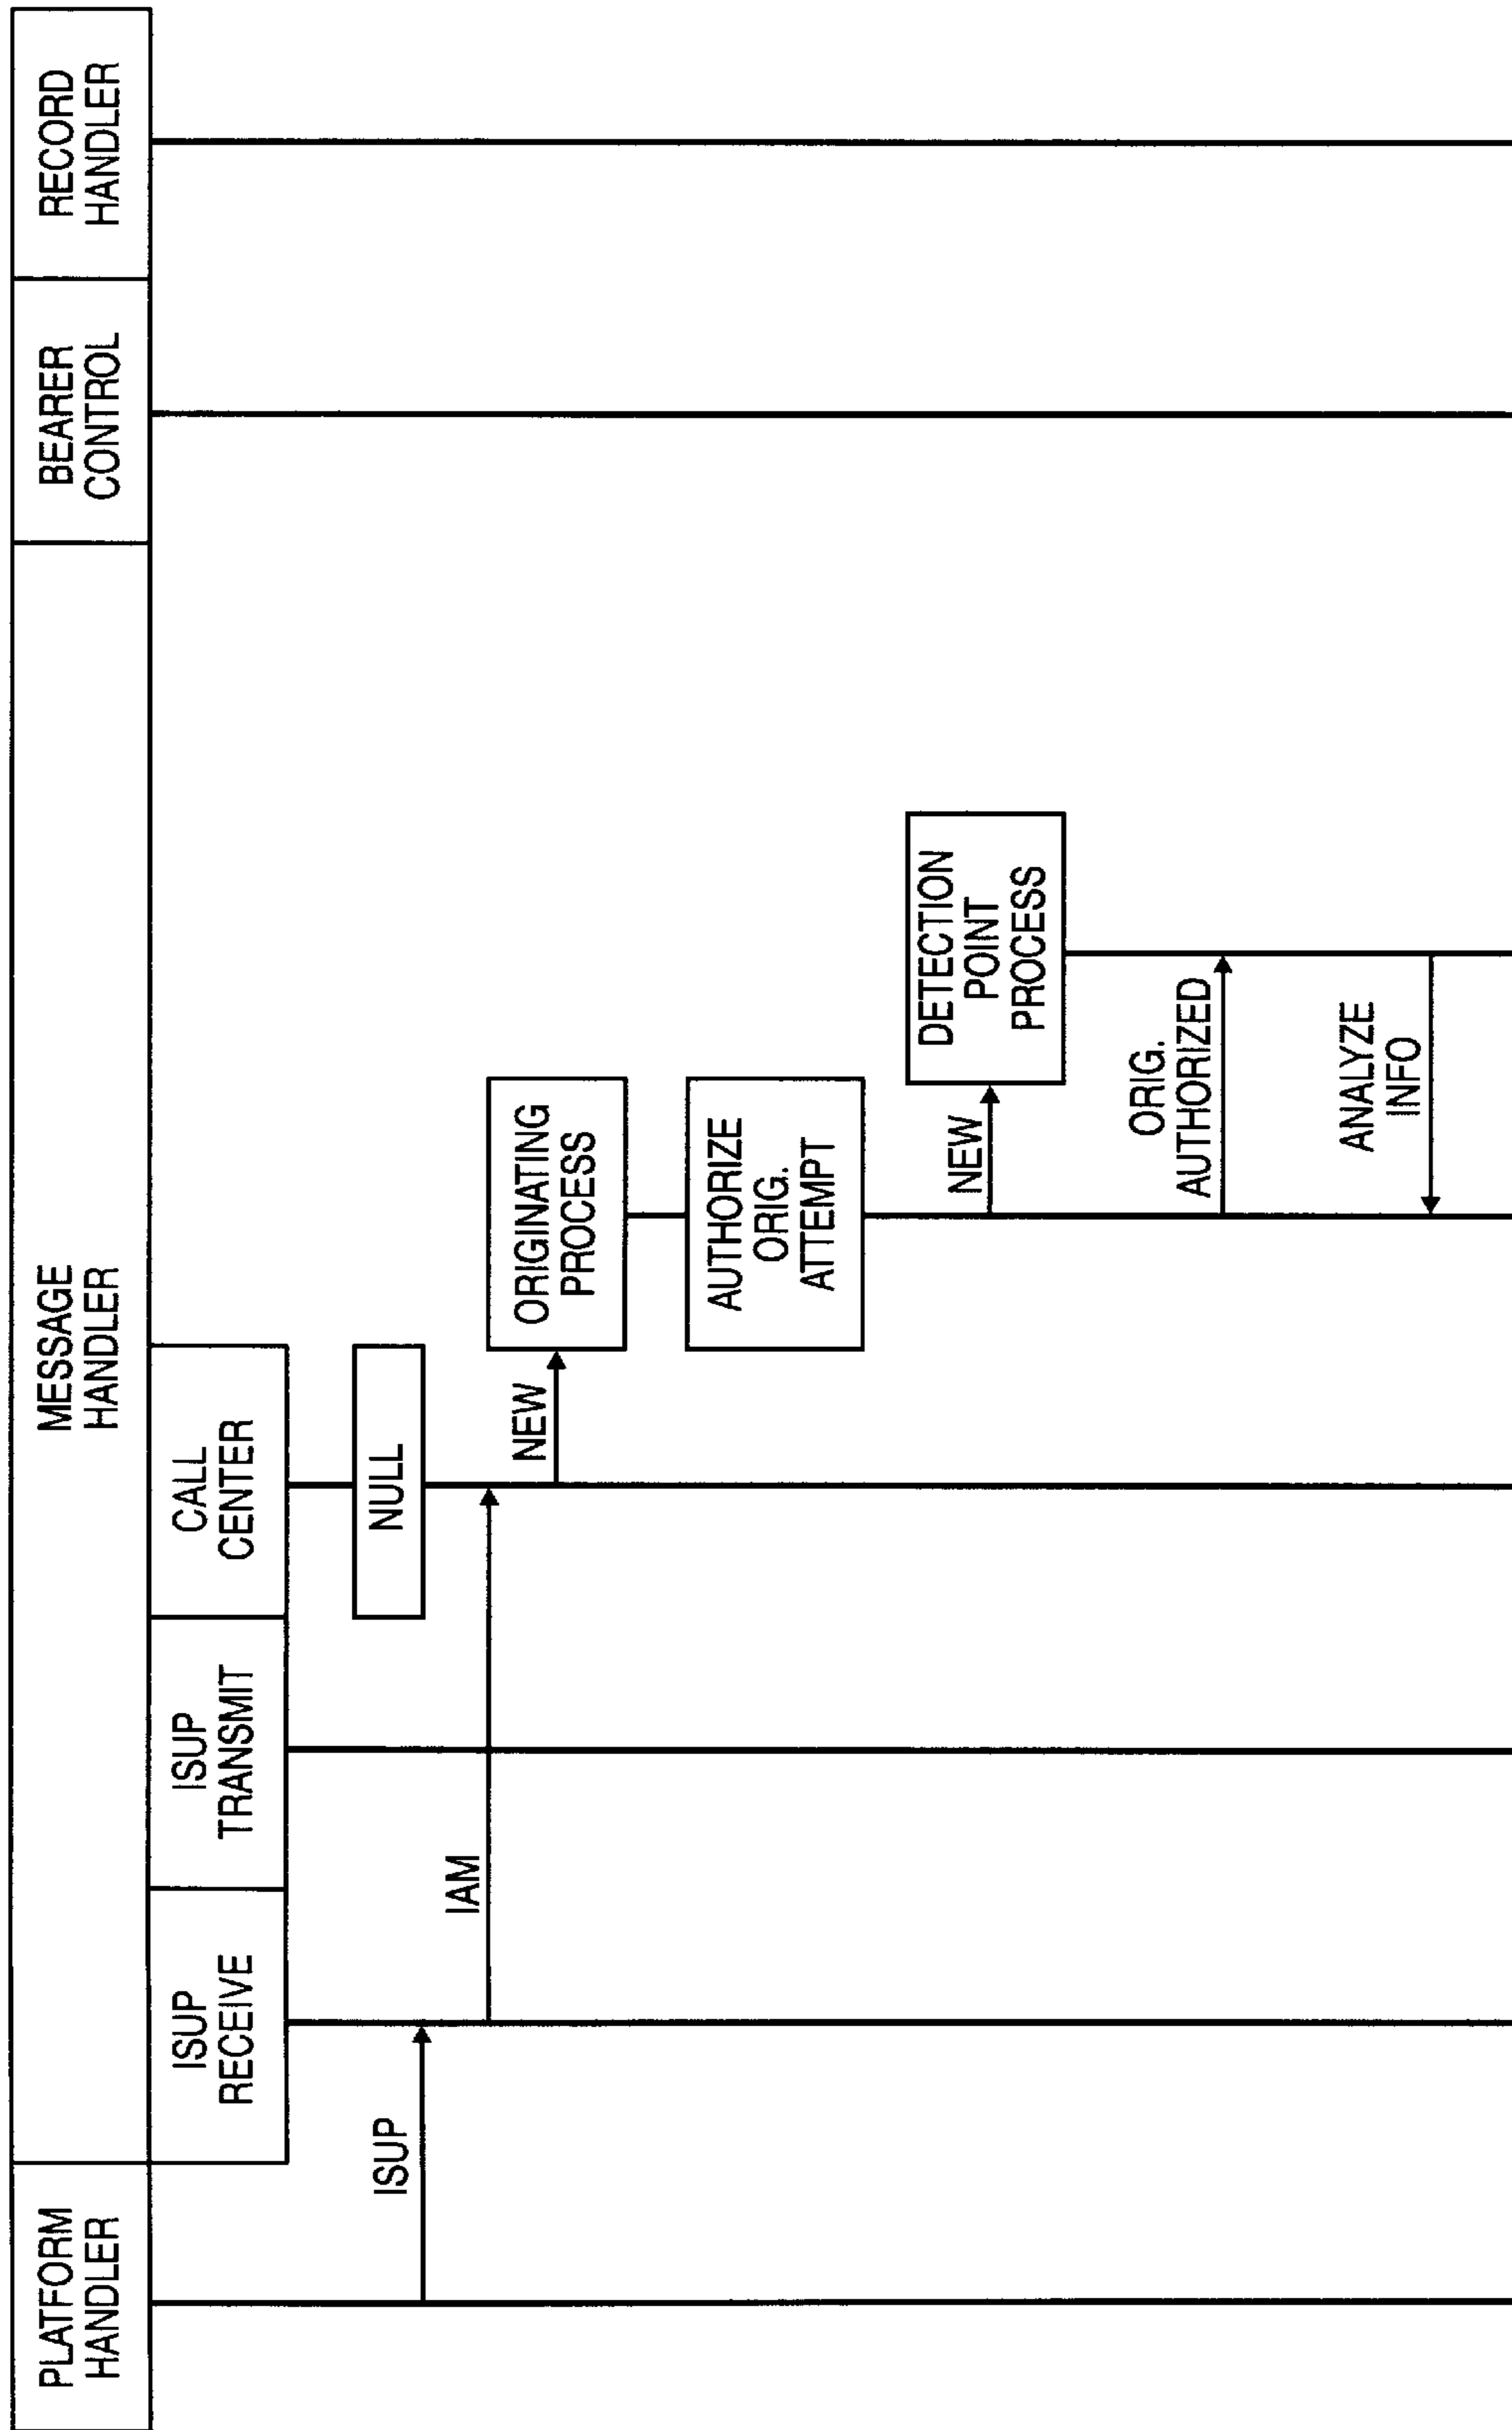 PLATFORM
HANDLER
MESSAGE
HANDLER
BEARER
CONTROL
RECORD
HANDLER
ISUP
RECEIVE
ISUP
TRANSMIT
CALL
CENTER
NULL
ISUP
IAM
NEW
ORIGINATING
PROCESS
AUTHORIZE
ORIG.
ATTEMPT
NEW
DETECTION
POINT
PROCESS
ORIG.
AUTHORIZED
ANALYZE
INFO